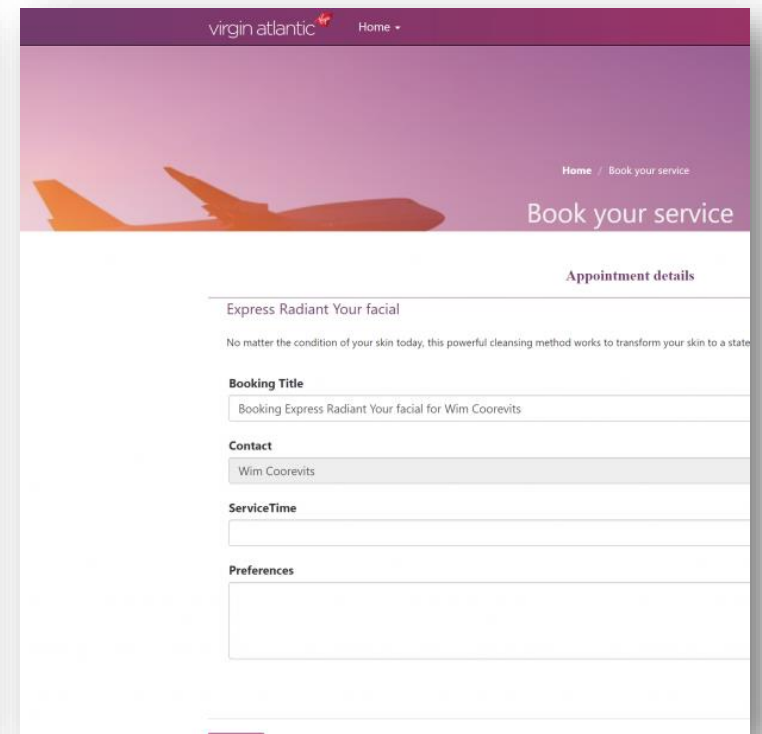 virgin atlantic Home
Home / Book your service
Book your service
Appointment details
Express Radiant Your facial
No matter the condition of your skin today, this powerful cleansing method works to transform your skin to a state
Booking Title
Booking Express Radiant Your facial for Wim Coorevits
Contact
Wim Coorevits
ServiceTime
Preferences